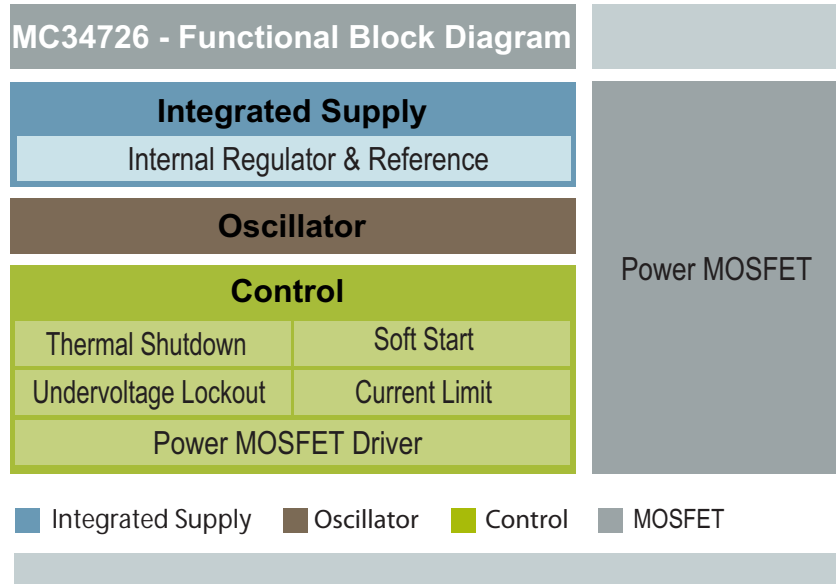 MC34726 - Functional Block Diagram
Integrated Supply
Internal Regulator & Reference
Oscillator
Control
Thermal Shutdown
Soft Start
Undervoltage Lockout
Current Limit
Power MOSFET Driver
Power MOSFET
Integrated Supply
Oscillator
Control
MOSFET